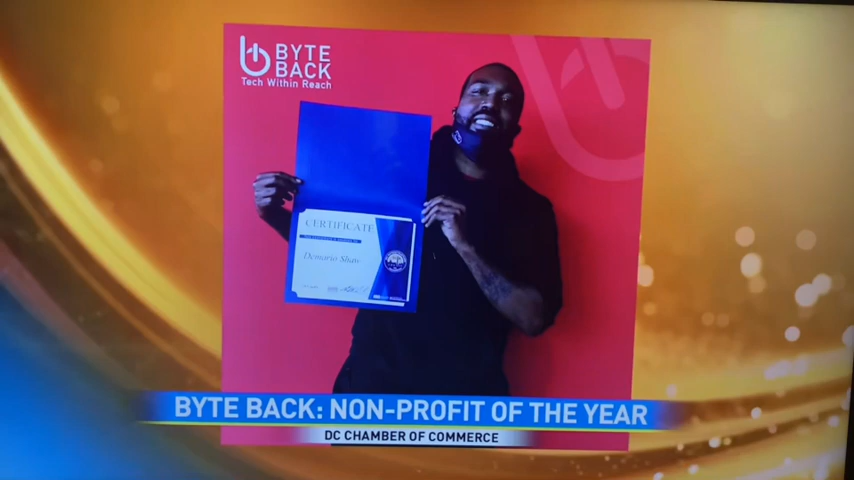 BYTE
BACK
Tech Within Reach
CERTIFICATE
Demario Shaw
BYTE BACK: NON-PROFIT OF THE YEAR
DC CHAMBER OF COMMERCE